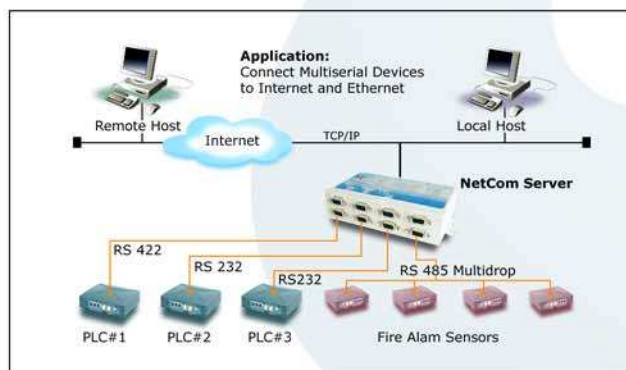 Application:
Connect Multiserial Devices
to Internet and Ethernet
Remote Host
Local Host
Internet
TCP/IP
NetCom Server
RS 422
RS 232
RS232
RS 485 Multidrop
PLC#1
PLC#2
PLC#3
Fire Alam Sensors